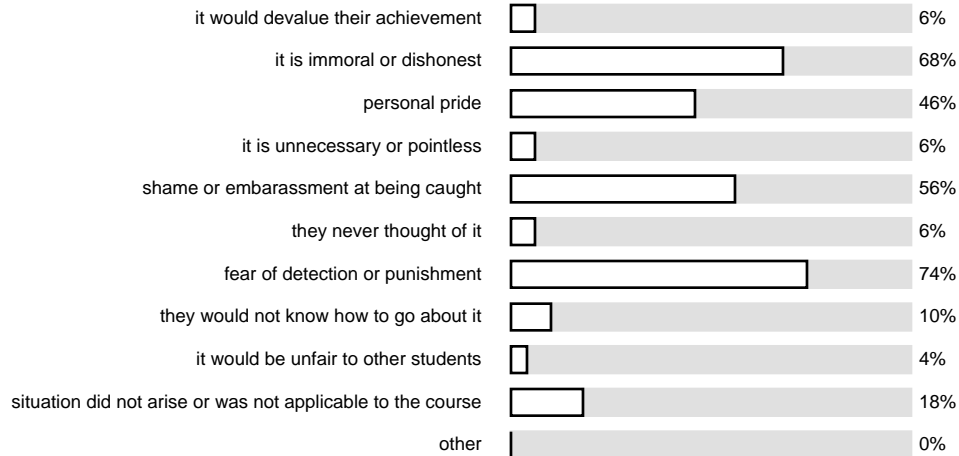 it would devalue their achievement 6%
it is immoral or dishonest 68%
personal pride 46%
it is unnecessary or pointless 6%
shame or embarassment at being caught 56%
they never thought of it 6%
fear of detection or punishment 74%
they would not know how to go about it 10%
it would be unfair to other students 4%
situation did not arise or was not applicable to the course 18%
other 0%